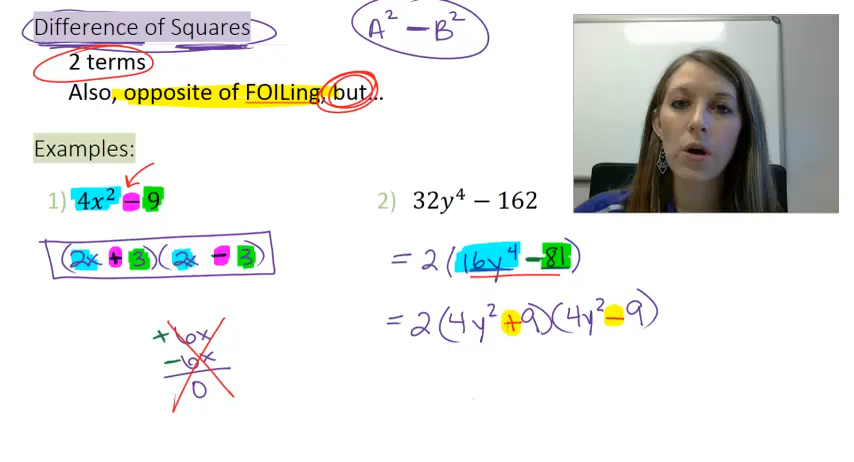 Difference of Squares
A² − B²
2 terms
Also, opposite of FOILing, but...
Examples:
1) 4x² − 9
(2x + 3)(2x − 3)
+ 6x
− 6x
0
2) 32y⁴ − 162
= 2(16y⁴ − 81)
= 2(4y² + 9)(4y² − 9)